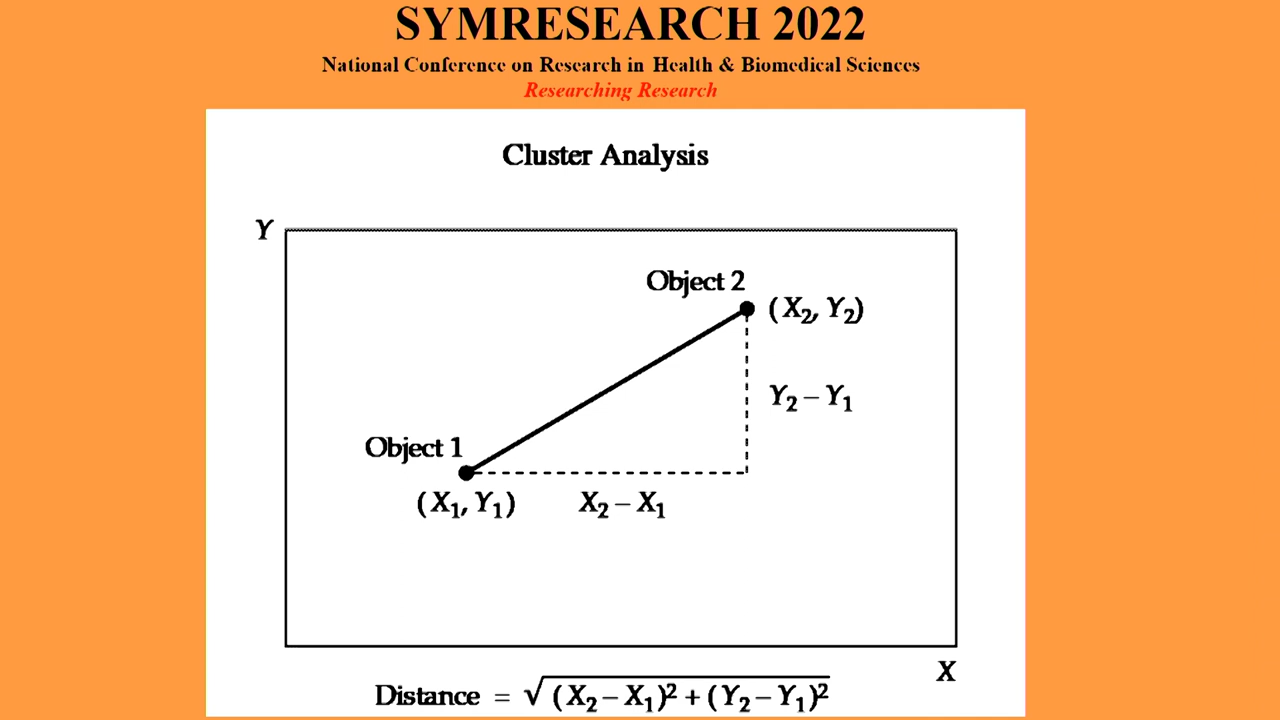 SYMRESEARCH 2022
National Conference on Research in Health & Biomedical Sciences
Researching Research
Cluster Analysis
Y
Object 2
(X₂, Y₂)
Y₂ – Y₁
Object 1
(X₁, Y₁)
X₂ – X₁
X
Distance = √(X₂ – X₁)² + (Y₂ – Y₁)²